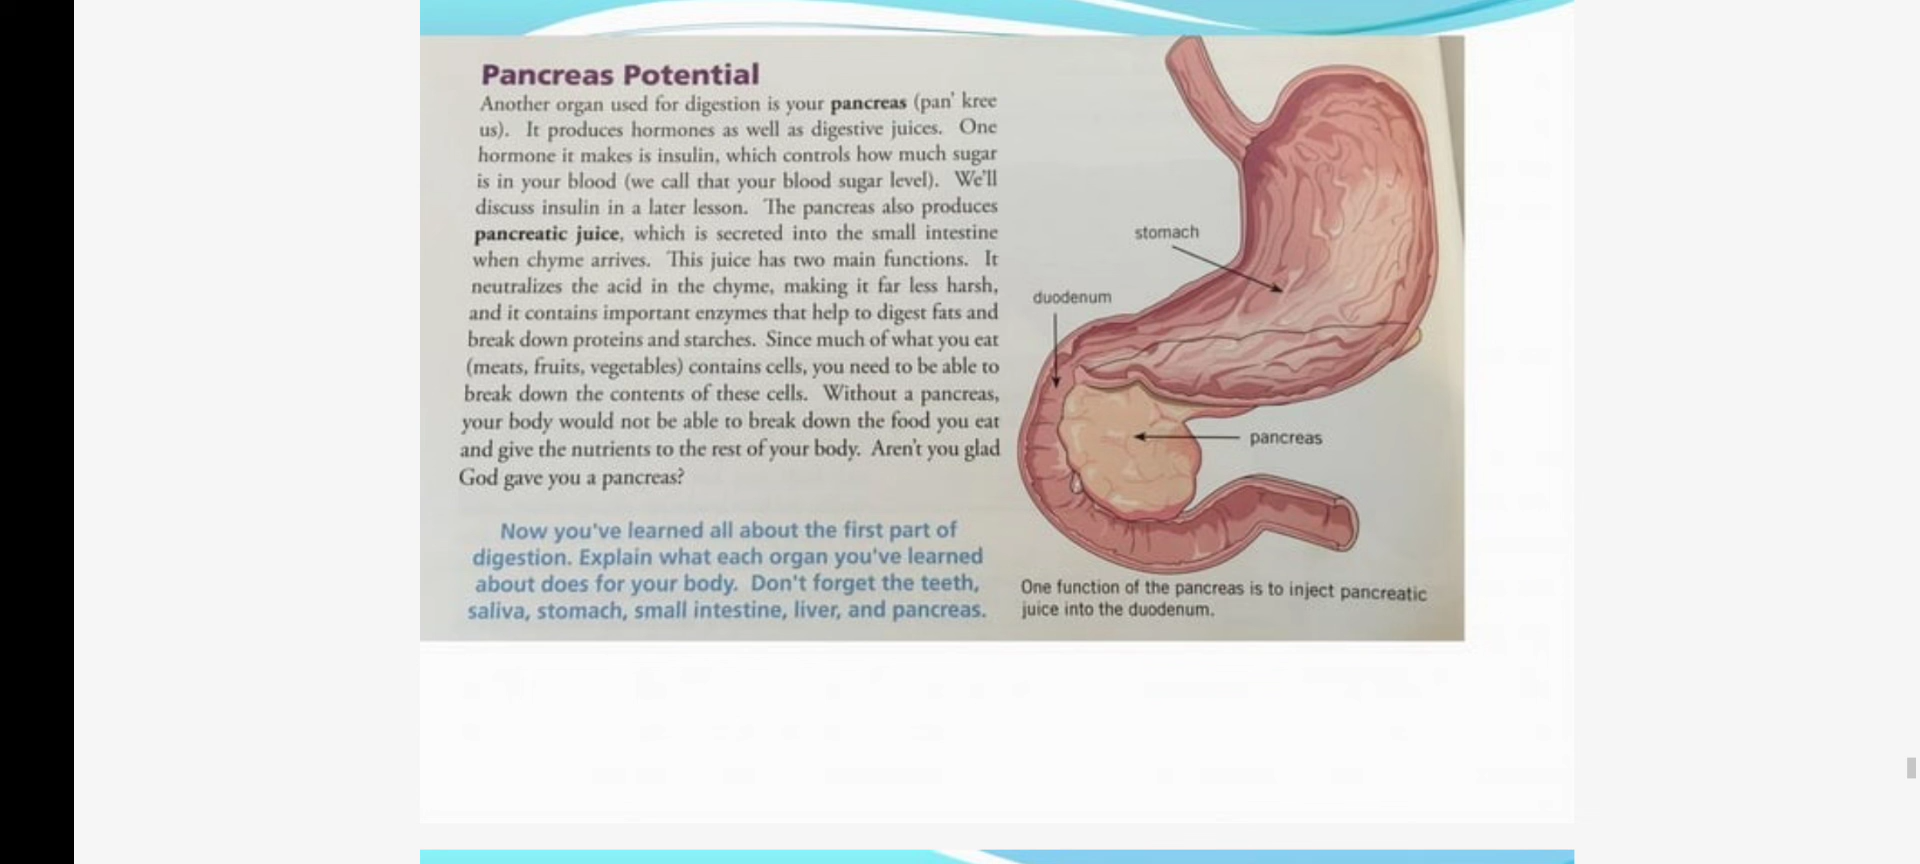 Pancreas Potential
Another organ used for digestion is your pancreas (pan' kree
us). It produces hormones as well as digestive juices. One
hormone it makes is insulin, which controls how much sugar
is in your blood (we call that your blood sugar level). We'll
discuss insulin in a later lesson. The pancreas also produces
pancreatic juice, which is secreted into the small intestine
when chyme arrives. This juice has two main functions. It
neutralizes the acid in the chyme, making it far less harsh,
and it contains important enzymes that help to digest fats and
break down proteins and starches. Since much of what you eat
(meats, fruits, vegetables) contains cells, you need to be able to
break down the contents of these cells. Without a pancreas,
your body would not be able to break down the food you eat
and give the nutrients to the rest of your body. Aren't you glad
God gave you a pancreas?
Now you've learned all about the first part of
digestion. Explain what each organ you've learned
about does for your body. Don't forget the teeth,
saliva, stomach, small intestine, liver, and pancreas.
stomach
duodenum
pancreas
One function of the pancreas is to inject pancreatic
juice into the duodenum.